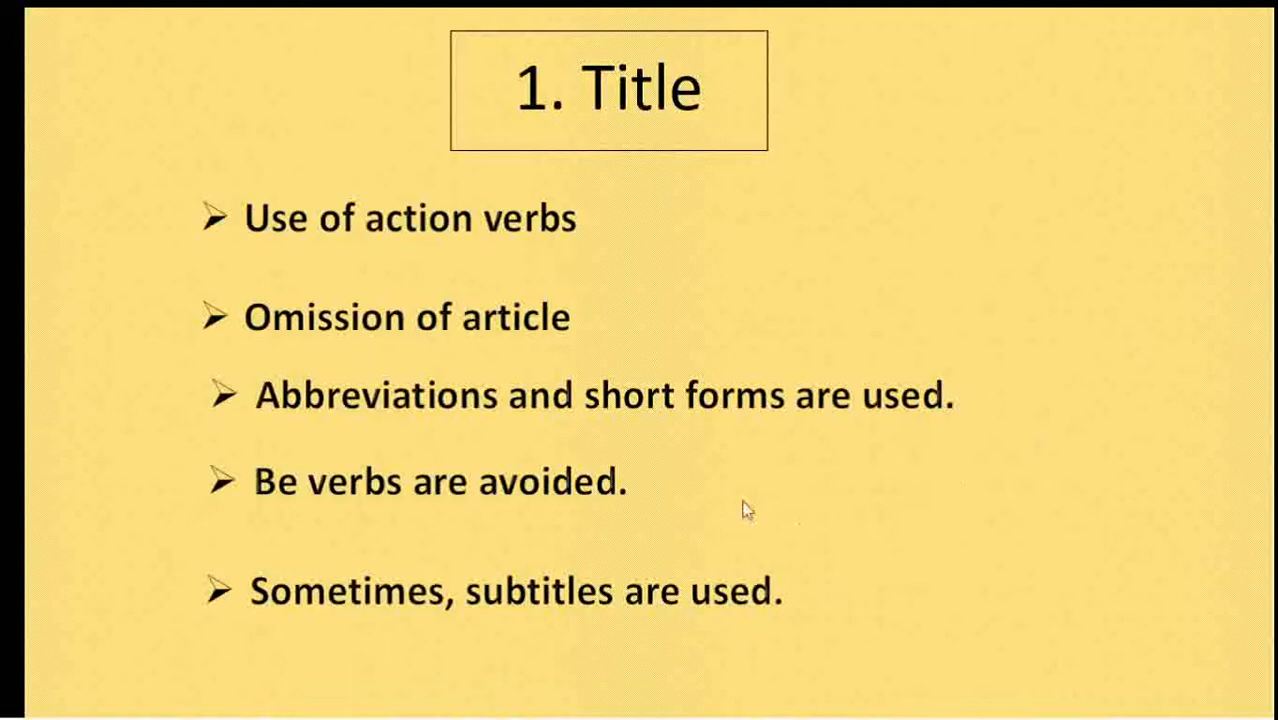 1. Title
Use of action verbs
Omission of article
Abbreviations and short forms are used.
Be verbs are avoided.
Sometimes, subtitles are used.